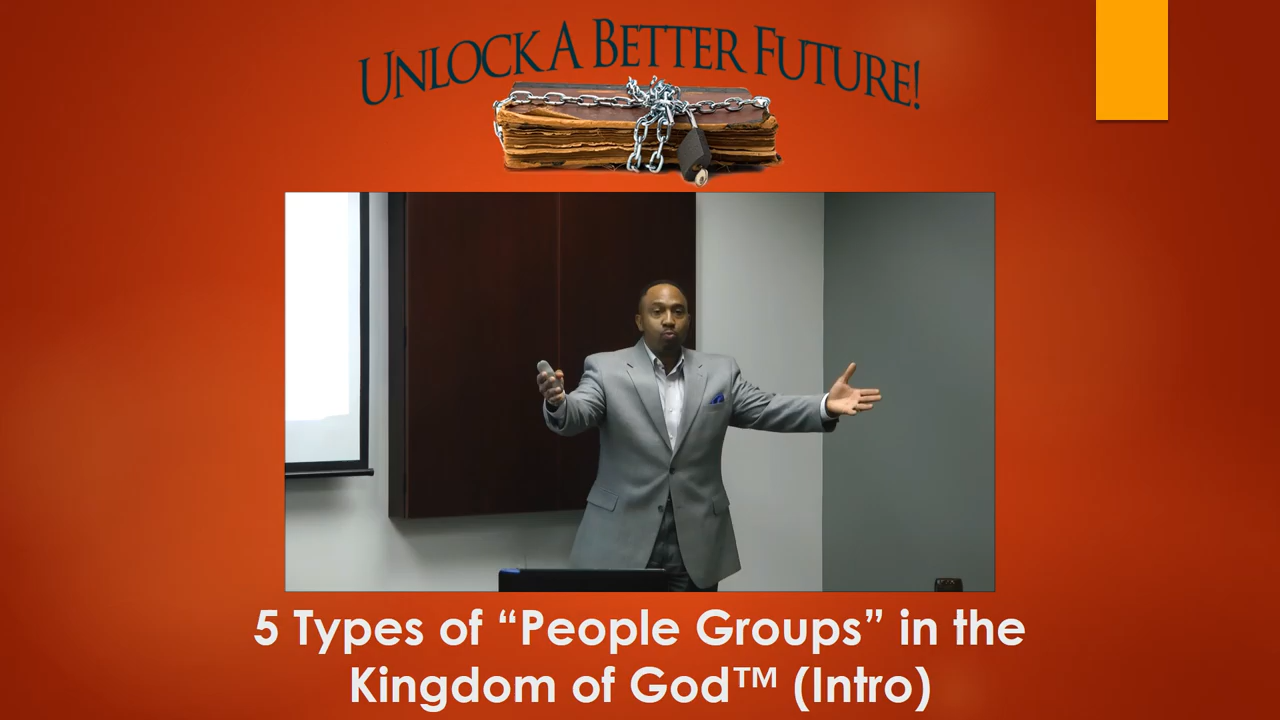 UNLOCK A BETTER FUTURE!
5 Types of “People Groups” in the
Kingdom of God™ (Intro)